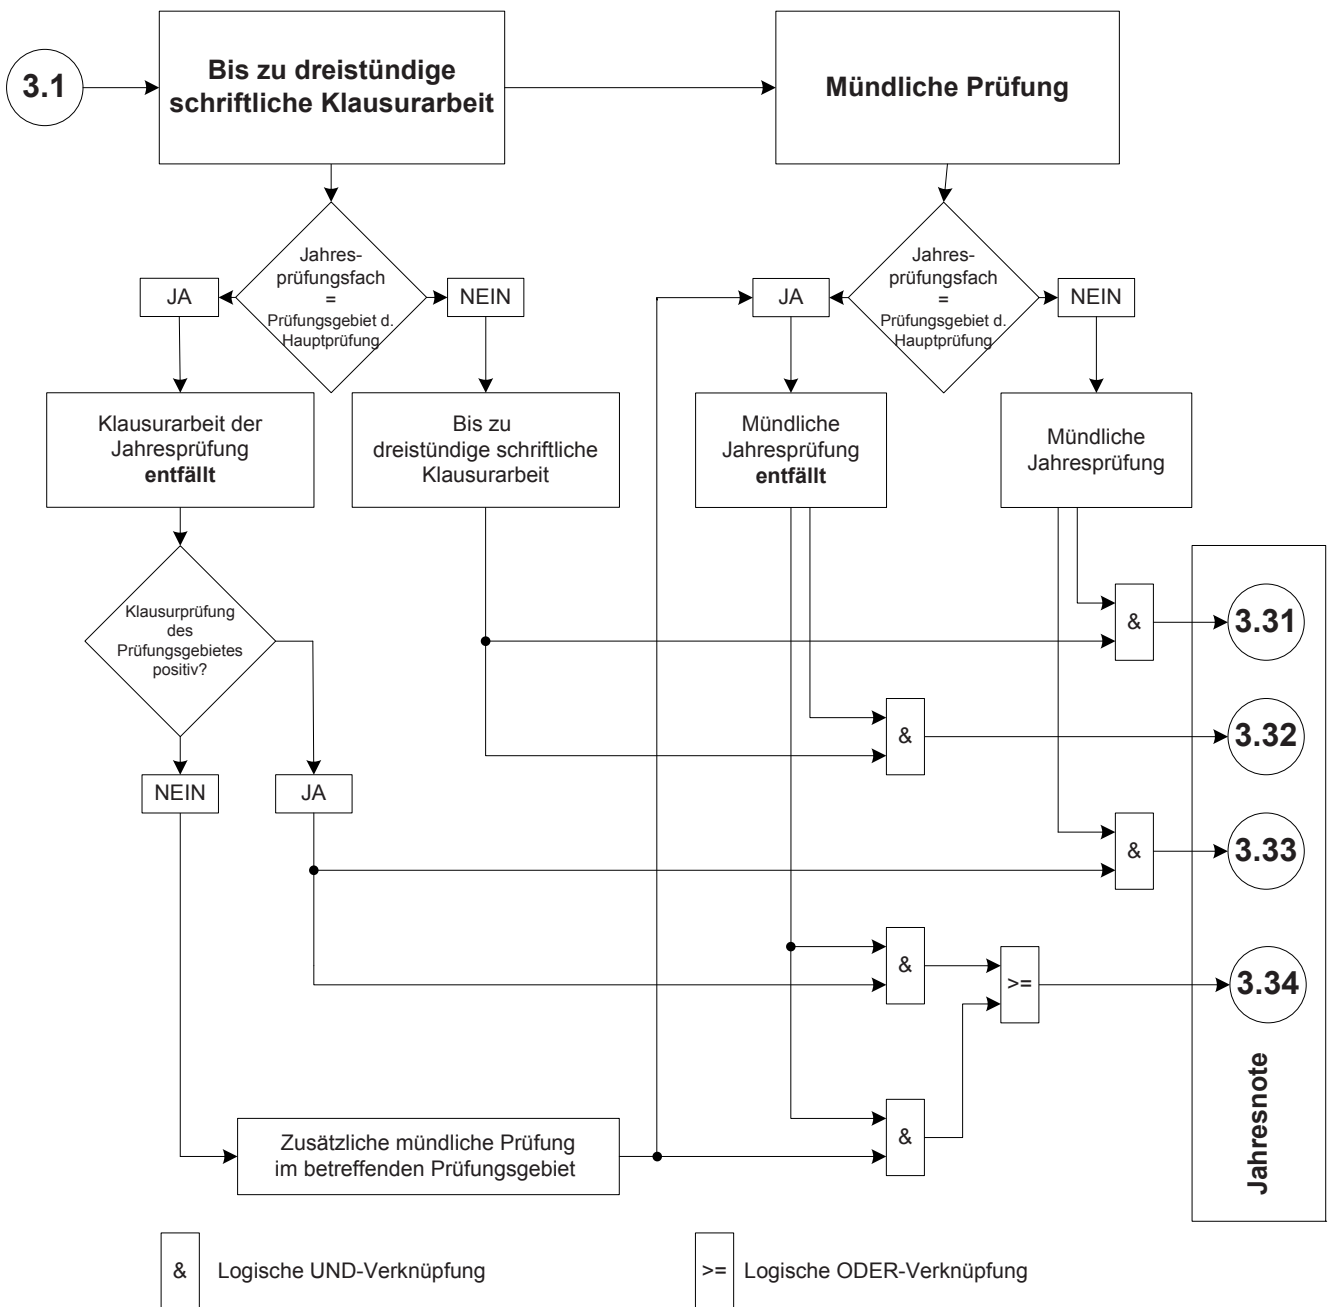 3.1
Bis zu dreistündige
schriftliche Klausurarbeit
Mündliche Prüfung
Jahres-
prüfungsfach
=
Prüfungsgebiet d.
Hauptprüfung
JA
NEIN
Jahres-
prüfungsfach
=
Prüfungsgebiet d.
Hauptprüfung
JA
NEIN
Klausurarbeit der
Jahresprüfung
entfällt
Bis zu
dreistündige schriftliche
Klausurarbeit
Mündliche
Jahresprüfung
entfällt
Mündliche
Jahresprüfung
Klausurprüfung
des
Prüfungsgebietes
positiv?
NEIN
JA
&
3.31
&
3.32
&
3.33
&
>=
3.34
&
Zusätzliche mündliche Prüfung
im betreffenden Prüfungsgebiet
Jahresnote
&
Logische UND-Verknüpfung
>=
Logische ODER-Verknüpfung